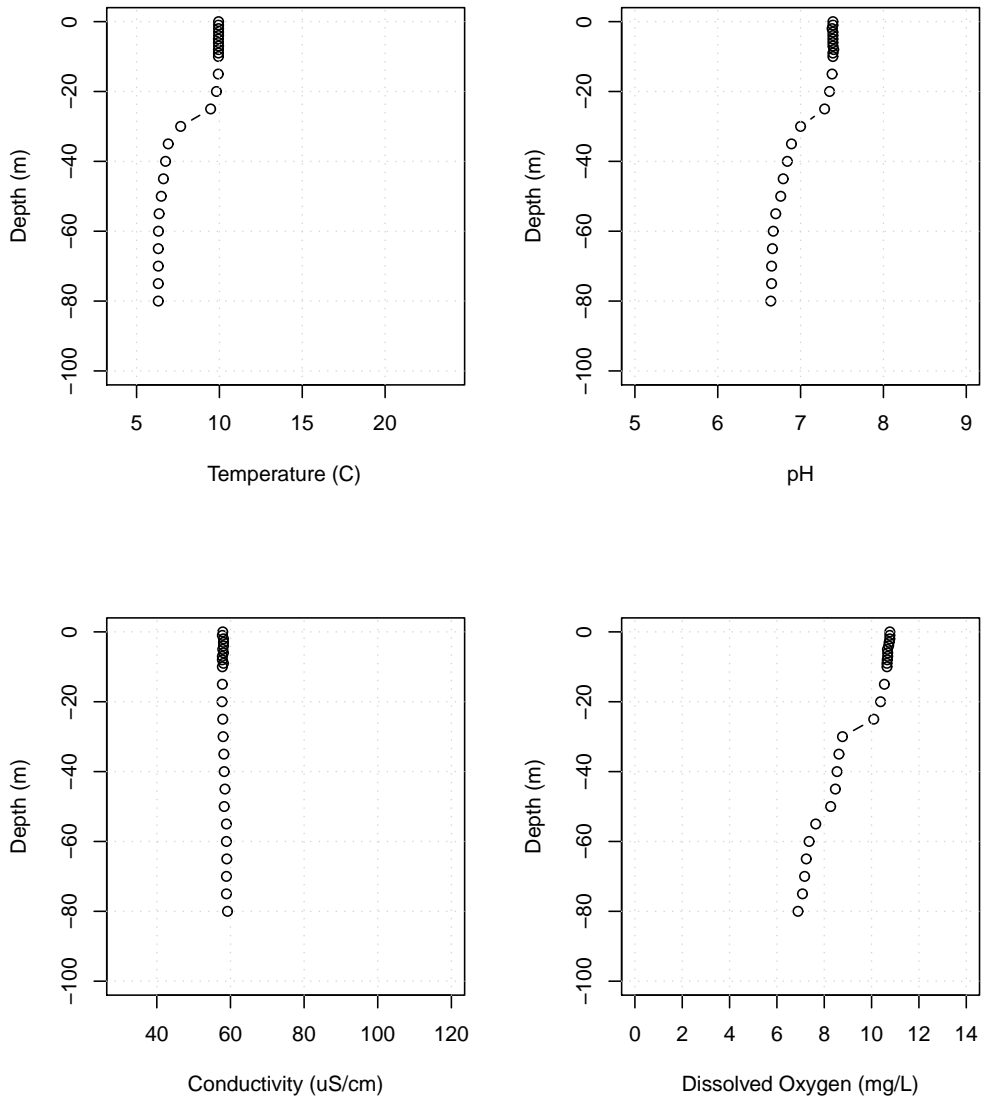 Depth (m)
0
−20
−40
−60
−80
−100
5 10 15 20
Temperature (C)
Depth (m)
0
−20
−40
−60
−80
−100
5 6 7 8 9
pH
Depth (m)
0
−20
−40
−60
−80
−100
40 60 80 100 120
Conductivity (uS/cm)
Depth (m)
0
−20
−40
−60
−80
−100
0 2 4 6 8 10 12 14
Dissolved Oxygen (mg/L)